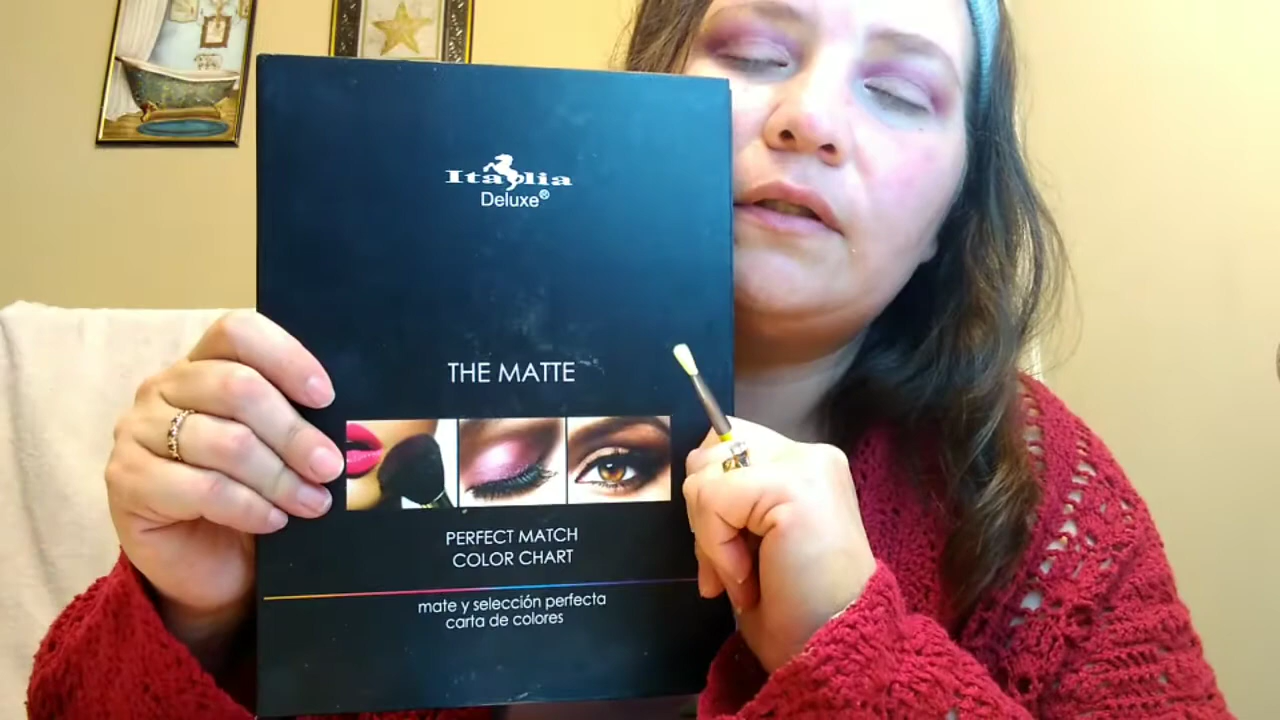 Italia
Deluxe®
THE MATTE
PERFECT MATCH
COLOR CHART
mate y selección perfecta
carta de colores